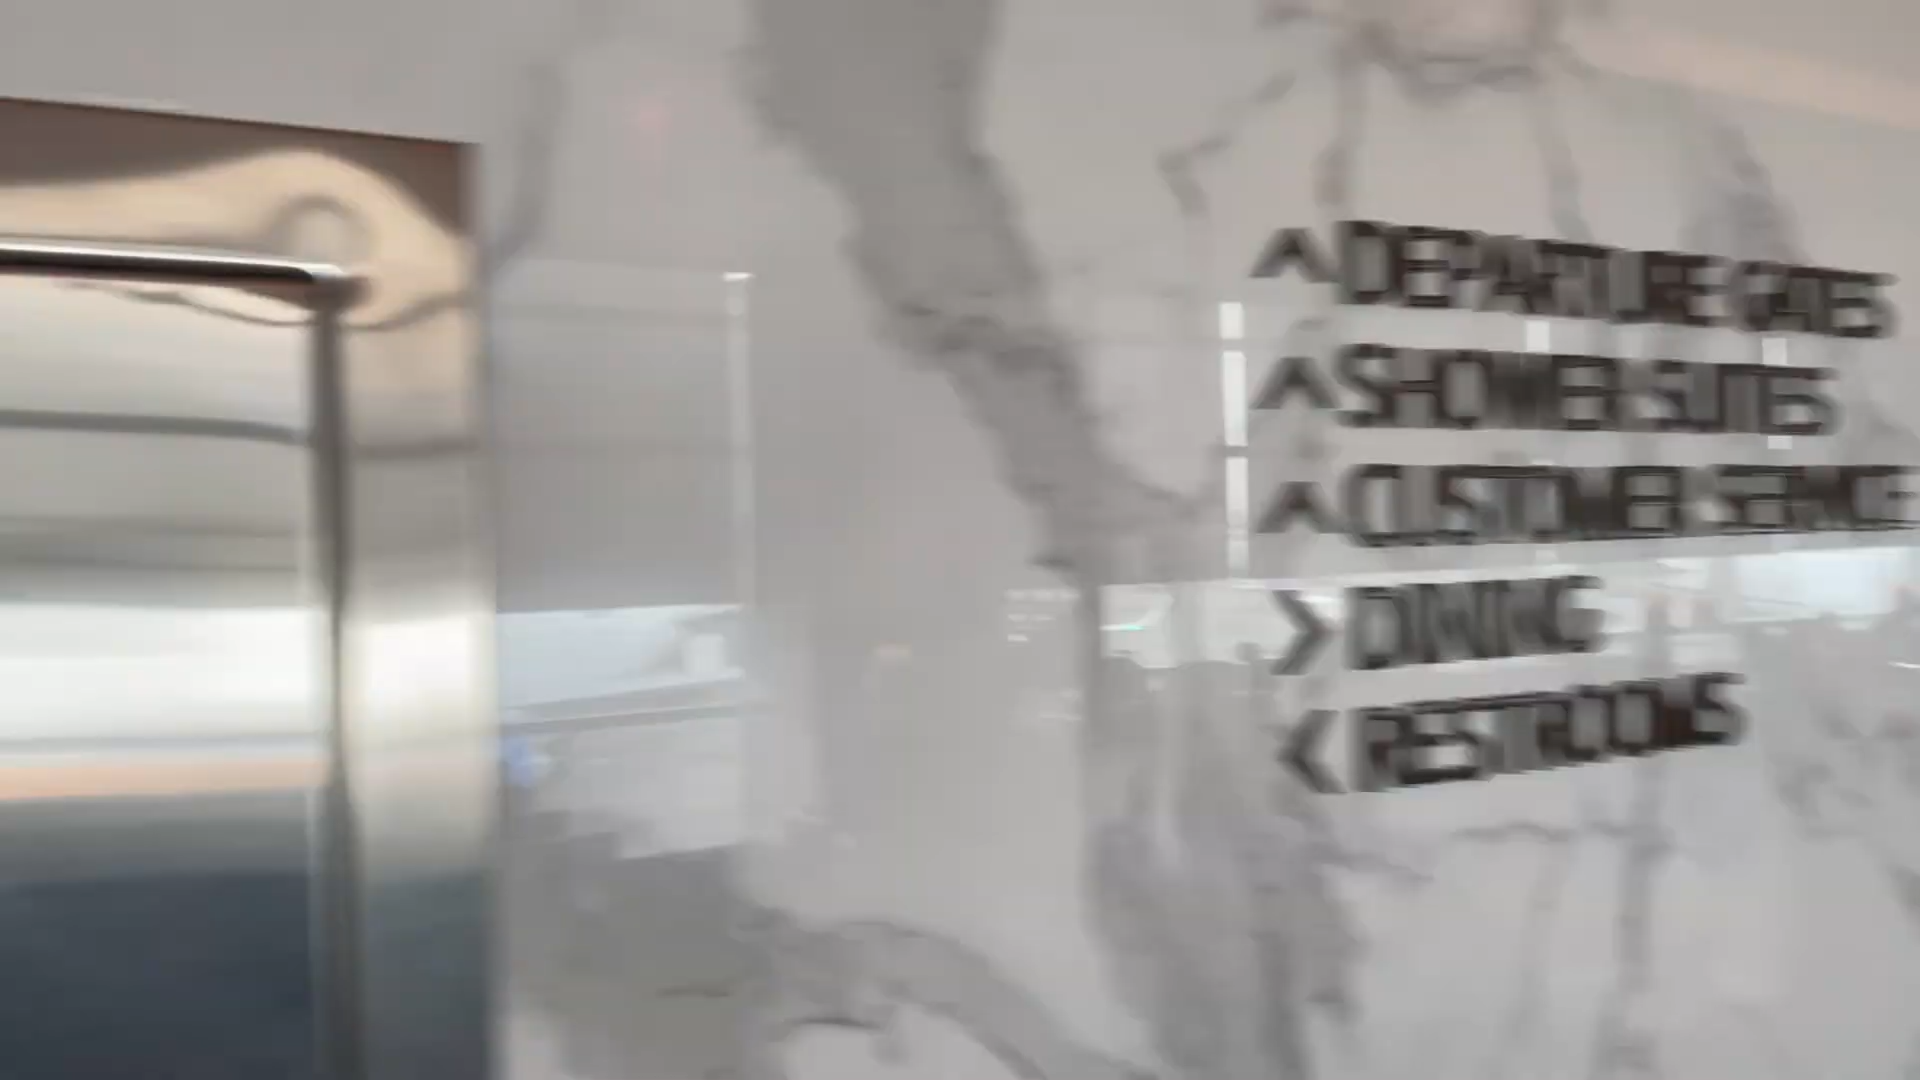 ^ DEPARTURE GATES
^ SHOWER SUITES
^ CUSTOMER SERVICE
> DINING
< RESTROOMS